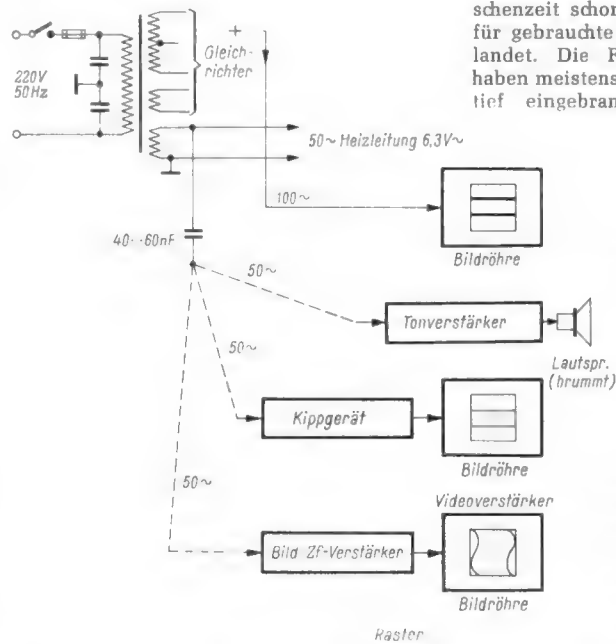 schenzeit schon
für gebrauchte
landet. Die F
haben meistens
tief eingebran
+
Gleich-
richter
220V
50Hz
50~ Heizleitung 6,3V~
100~
Bildröhre
40...60nF
50~
Tonverstärker
Lautspr.
(brummt)
50~
Kippgerät
Bildröhre
50~
Videoverstärker
Bild Zf-Verstärker
Bildröhre
Raster